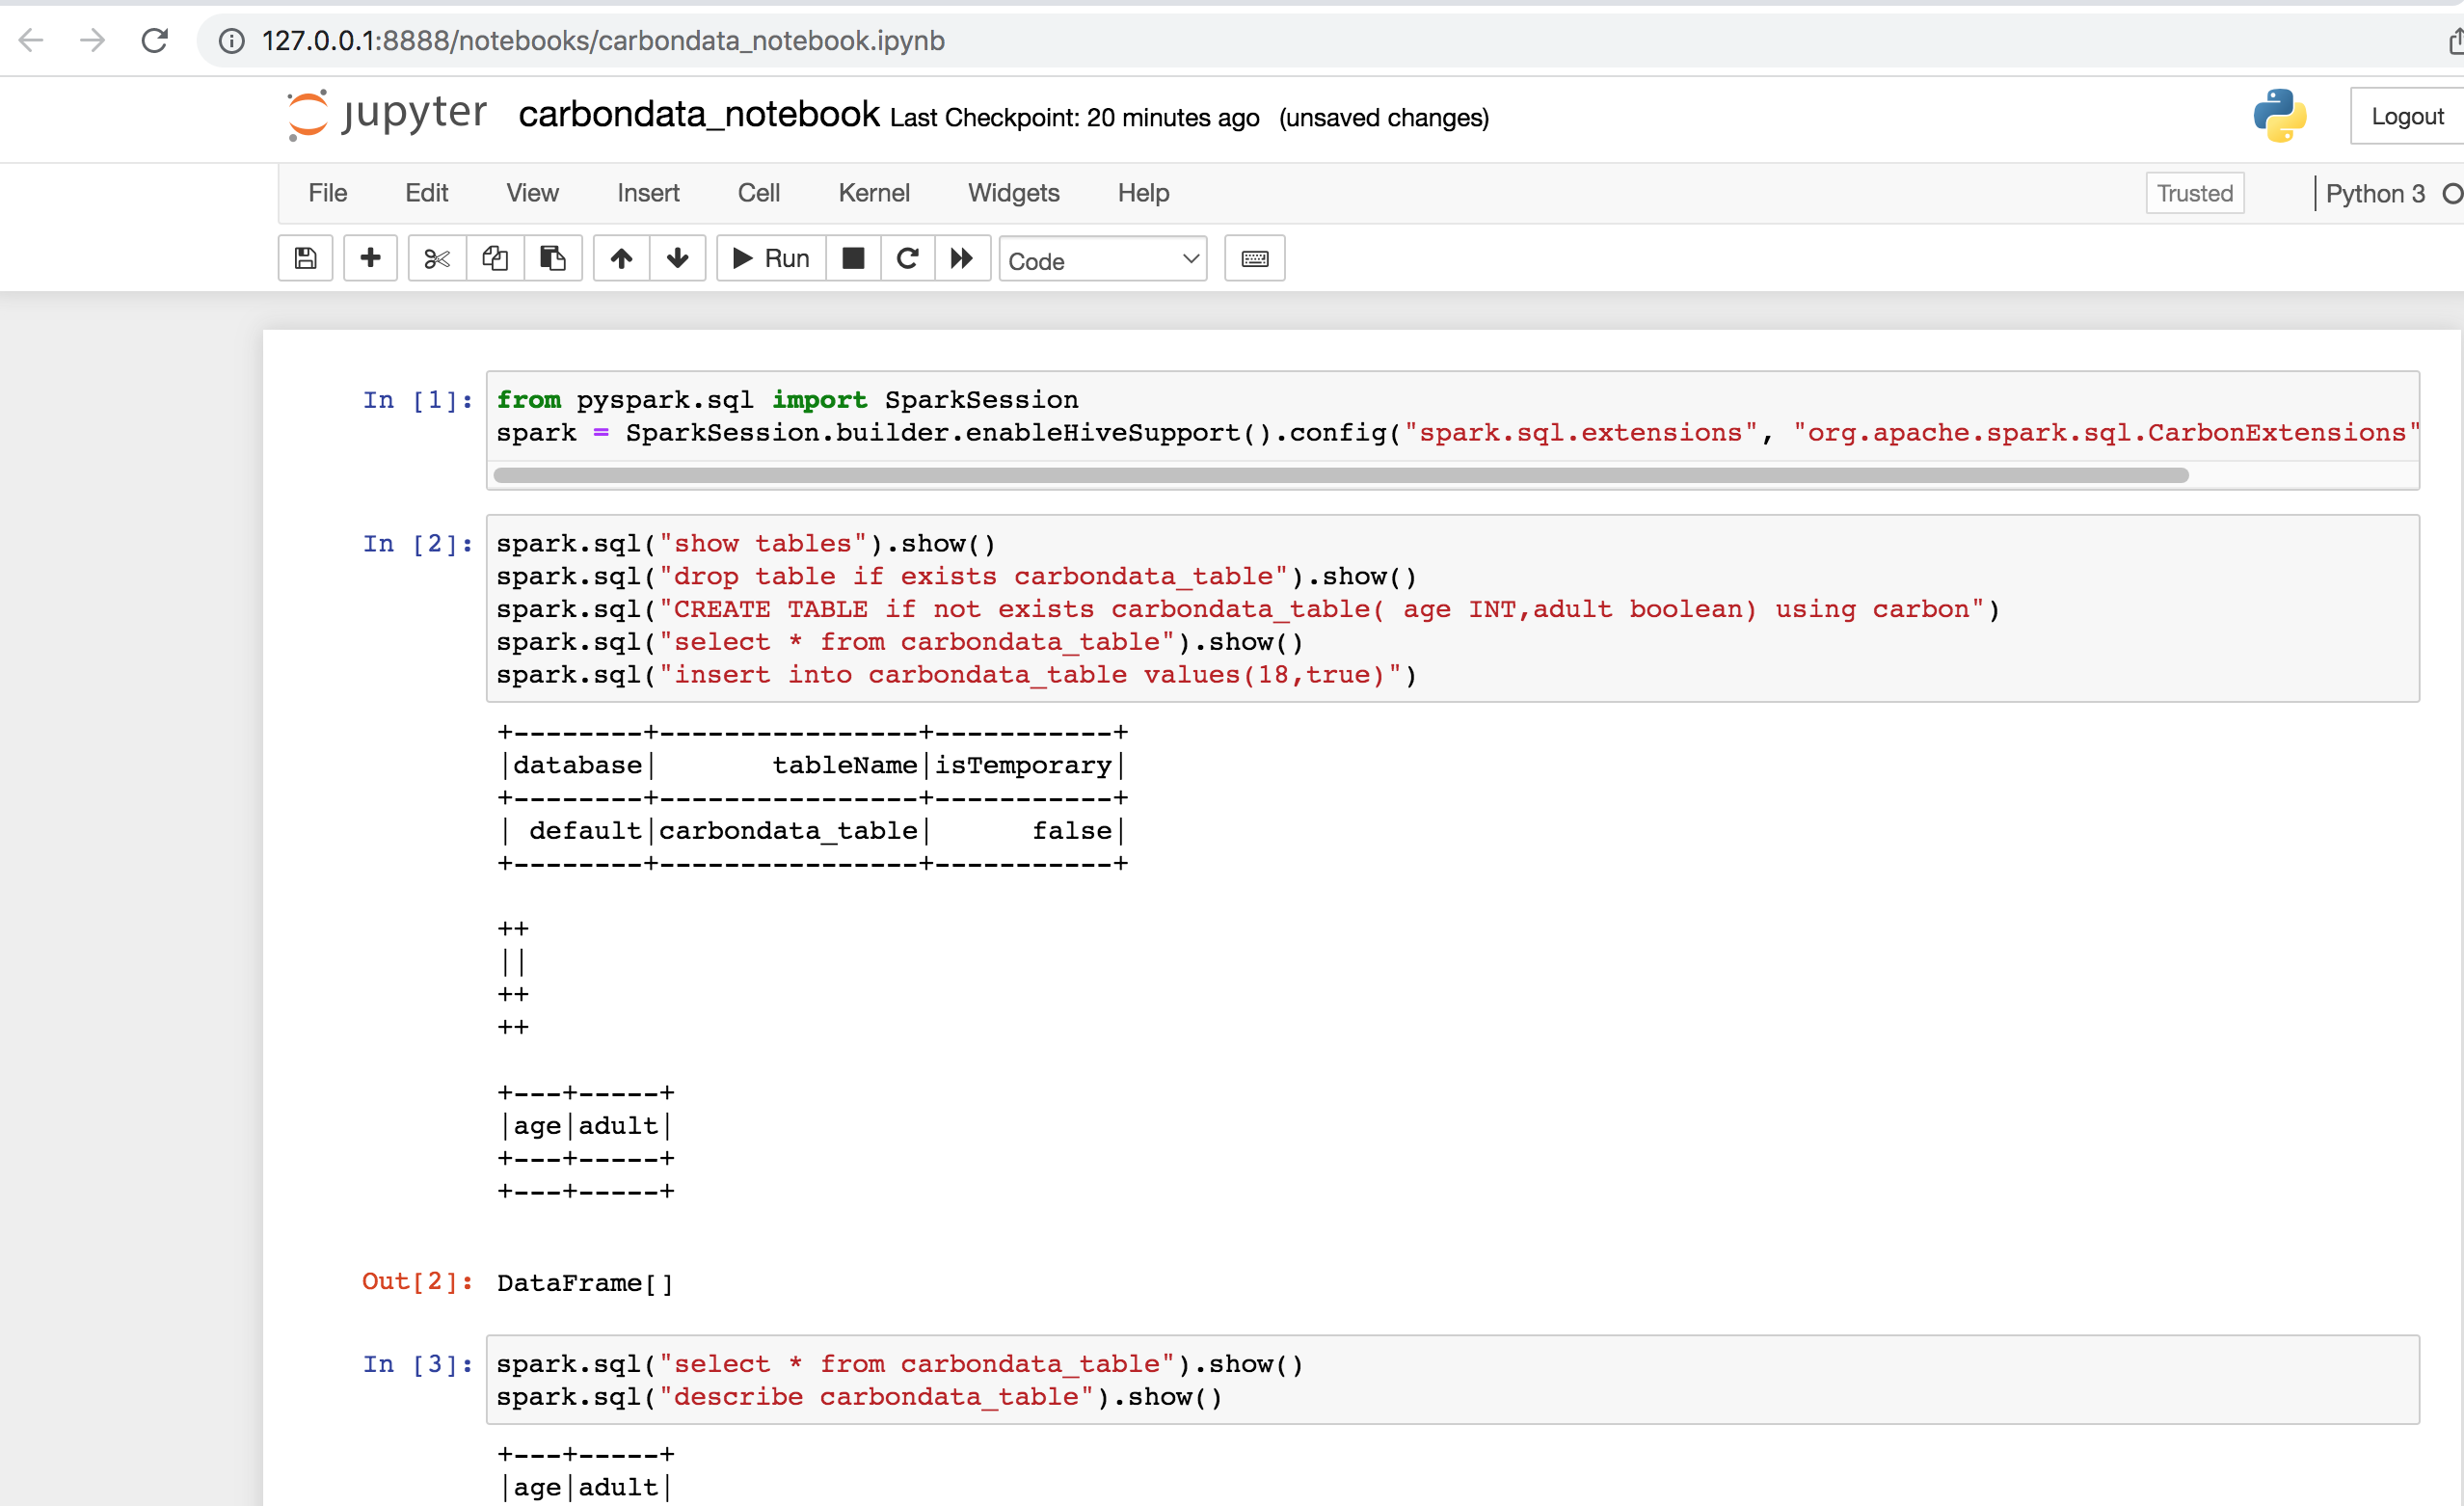 127.0.0.1:8888/notebooks/carbondata_notebook.ipynb
jupyter carbondata_notebook Last Checkpoint: 20 minutes ago (unsaved changes) Logout
File Edit View Insert Cell Kernel Widgets Help Trusted Python 3
Run Code
In [1]: from pyspark.sql import SparkSession
spark = SparkSession.builder.enableHiveSupport().config("spark.sql.extensions", "org.apache.spark.sql.CarbonExtensions"
In [2]: spark.sql("show tables").show()
spark.sql("drop table if exists carbondata_table").show()
spark.sql("CREATE TABLE if not exists carbondata_table( age INT,adult boolean) using carbon")
spark.sql("select * from carbondata_table").show()
spark.sql("insert into carbondata_table values(18,true)")
+--------+----------------+-----------+
|database|       tableName|isTemporary|
+--------+----------------+-----------+
| default|carbondata_table|      false|
+--------+----------------+-----------+
++
||
++
++
+---+-----+
|age|adult|
+---+-----+
+---+-----+
Out[2]: DataFrame[]
In [3]: spark.sql("select * from carbondata_table").show()
spark.sql("describe carbondata_table").show()
+---+-----+
|age|adult|